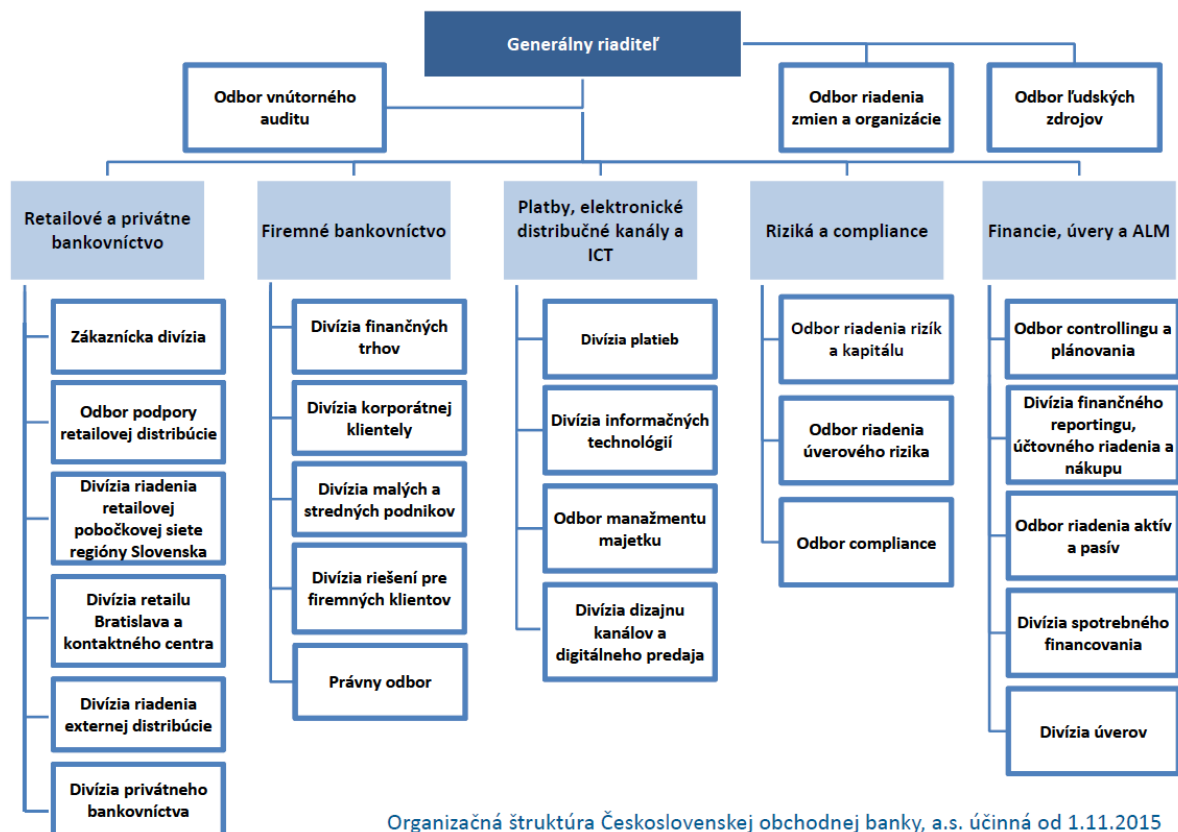 Generálny riaditeľ
Odbor vnútorného
auditu
Odbor riadenia
zmien a organizácie
Odbor ľudských
zdrojov
Retailové a privátne
bankovníctvo
Firemné bankovníctvo
Platby, elektronické
distribučné kanály a
ICT
Riziká a compliance
Financie, úvery a ALM
Zákaznícka divízia
Odbor podpory
retailovej distribúcie
Divízia riadenia
retailovej
pobočkovej siete
regióny Slovenska
Divízia retailu
Bratislava a
kontaktného centra
Divízia riadenia
externej distribúcie
Divízia privátneho
bankovníctva
Divízia finančných
trhov
Divízia korporátnej
klientely
Divízia malých a
stredných podnikov
Divízia riešení pre
firemných klientov
Právny odbor
Divízia platieb
Divízia informačných
technológií
Odbor manažmentu
majetku
Divízia dizajnu
kanálov a
digitálneho predaja
Odbor riadenia rizík
a kapitálu
Odbor riadenia
úverového rizika
Odbor compliance
Odbor controllingu a
plánovania
Divízia finančného
reportingu,
účtovného riadenia a
nákupu
Odbor riadenia aktív
a pasív
Divízia spotrebného
financovania
Divízia úverov
Organizačná štruktúra Československej obchodnej banky, a.s. účinná od 1.11.2015